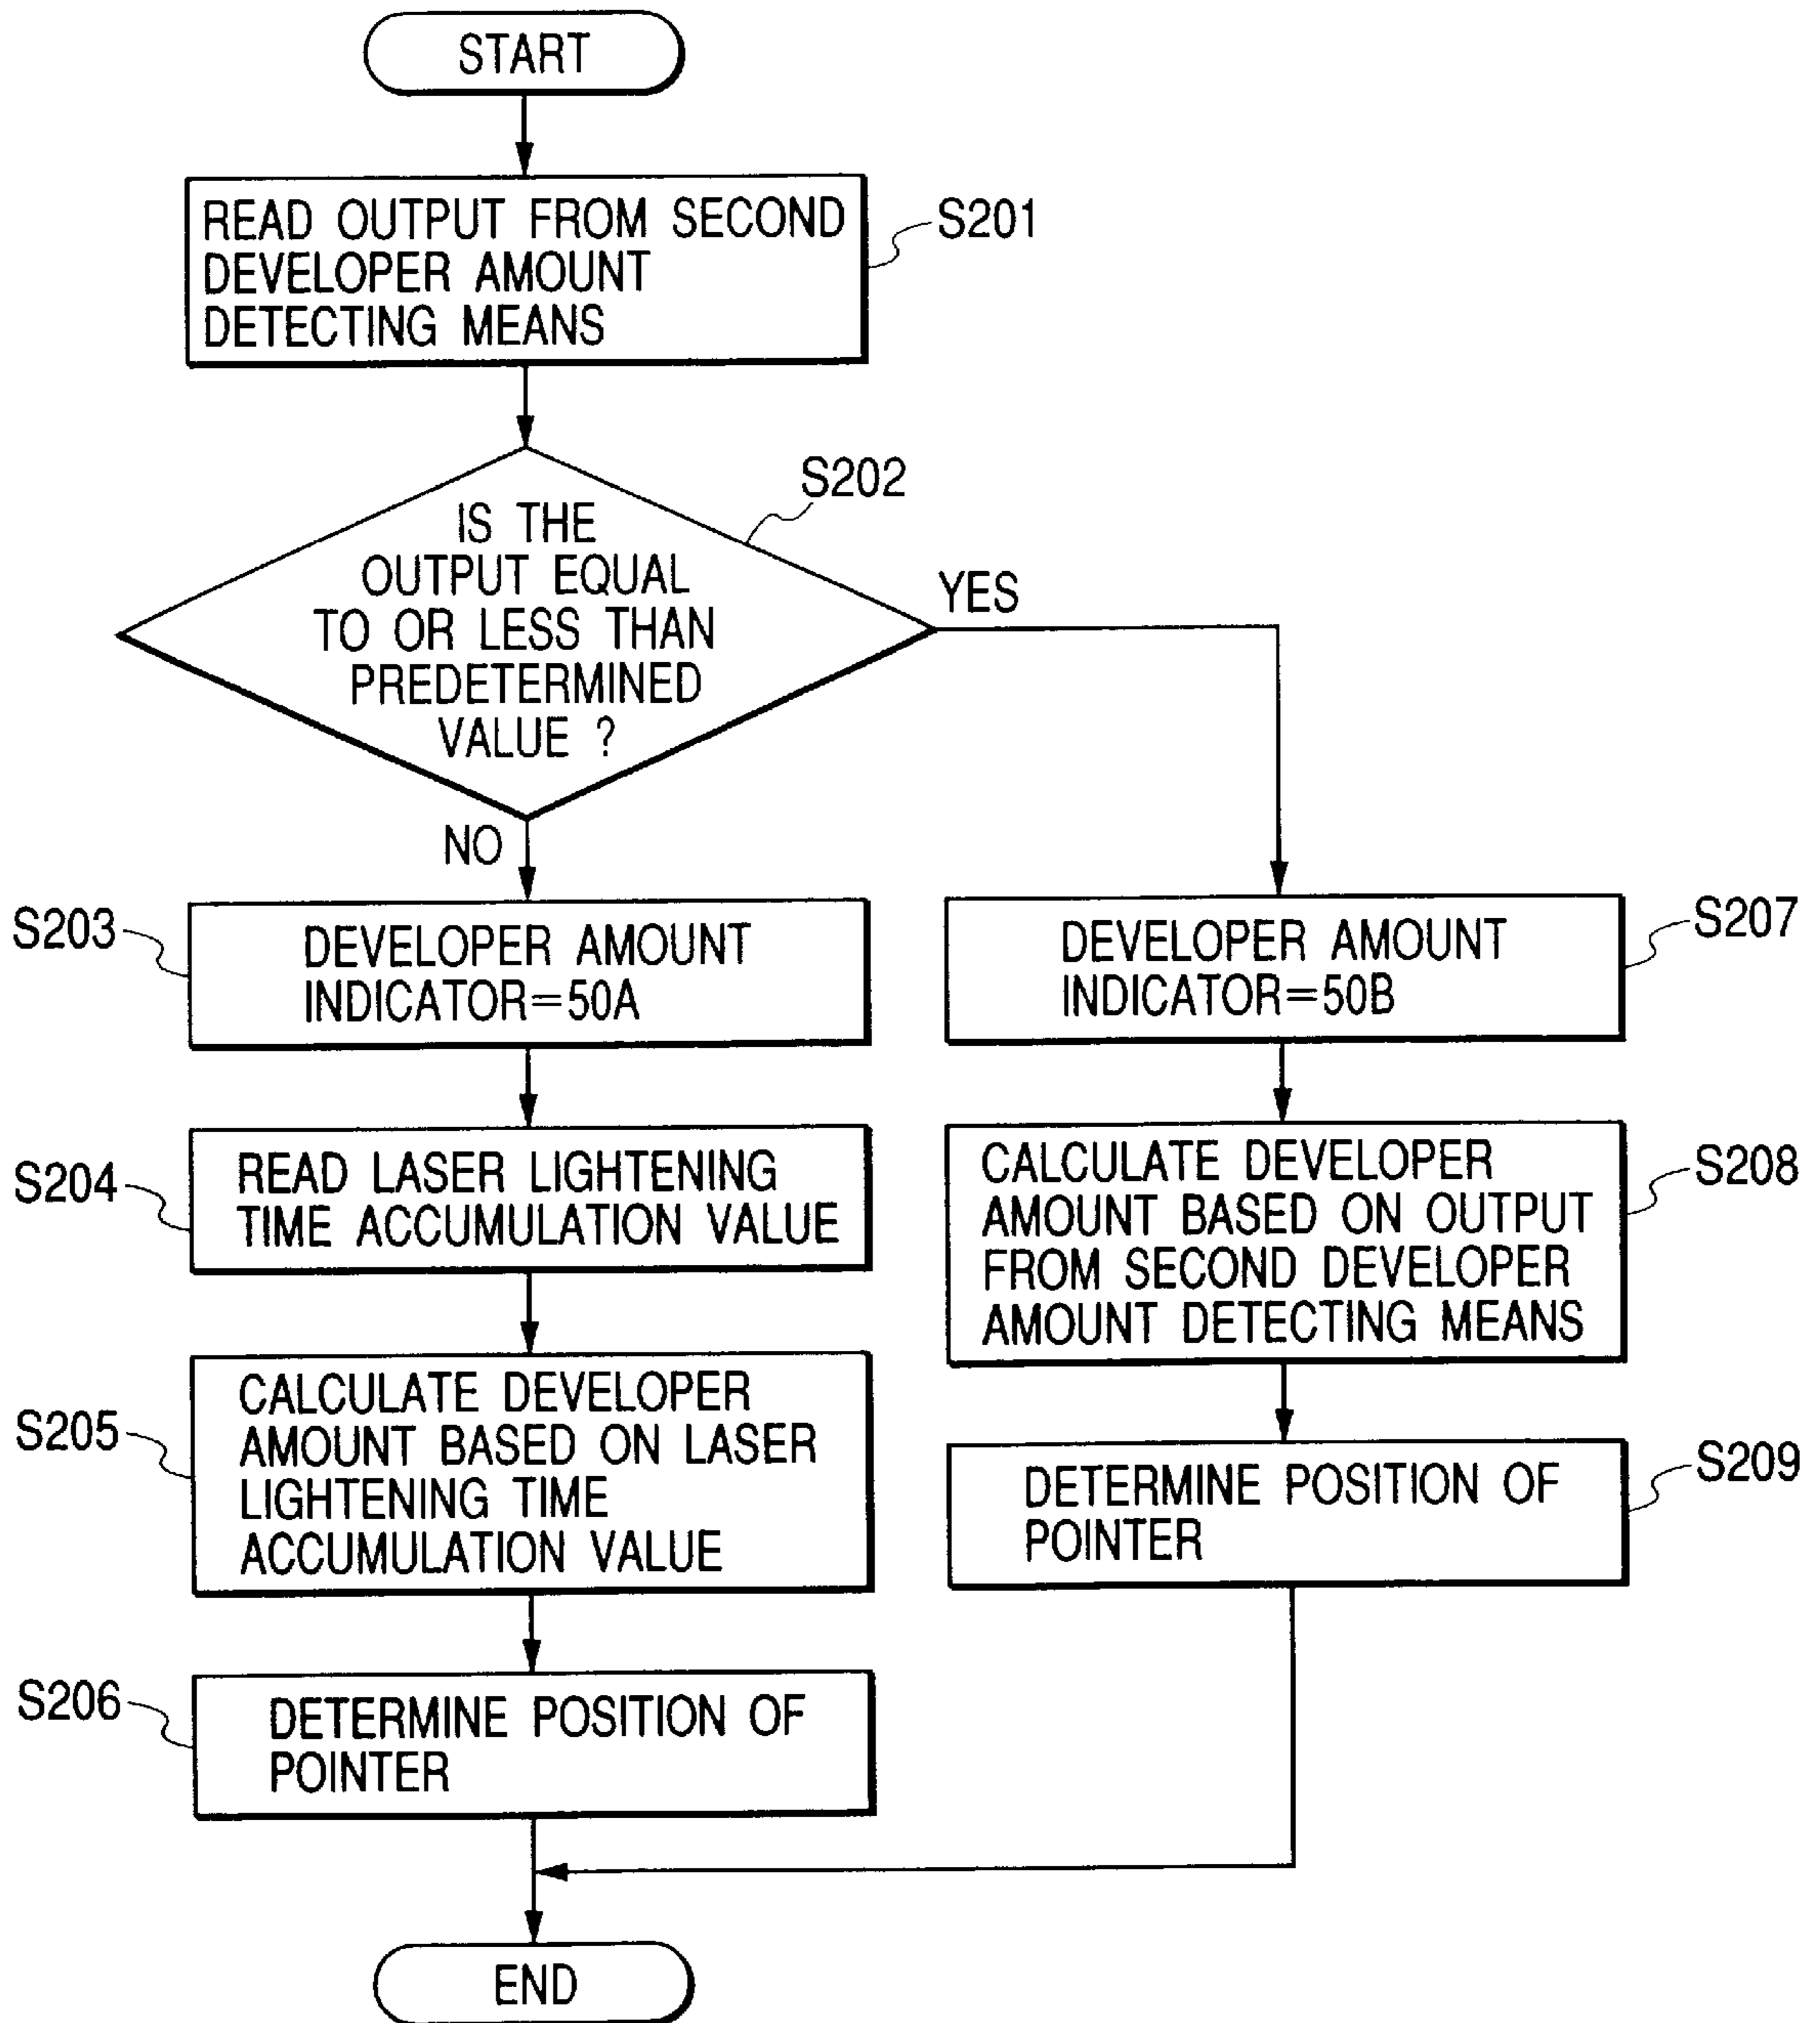 START
READ OUTPUT FROM SECOND
DEVELOPER AMOUNT
DETECTING MEANS
S201
IS THE
OUTPUT EQUAL
TO OR LESS THAN
PREDETERMINED
VALUE ?
S202
YES
NO
S203
DEVELOPER AMOUNT
INDICATOR=50A
S204
READ LASER LIGHTENING
TIME ACCUMULATION VALUE
S205
CALCULATE DEVELOPER
AMOUNT BASED ON LASER
LIGHTENING TIME
ACCUMULATION VALUE
S206
DETERMINE POSITION OF
POINTER
DEVELOPER AMOUNT
INDICATOR=50B
S207
CALCULATE DEVELOPER
AMOUNT BASED ON OUTPUT
FROM SECOND DEVELOPER
AMOUNT DETECTING MEANS
S208
DETERMINE POSITION OF
POINTER
S209
END